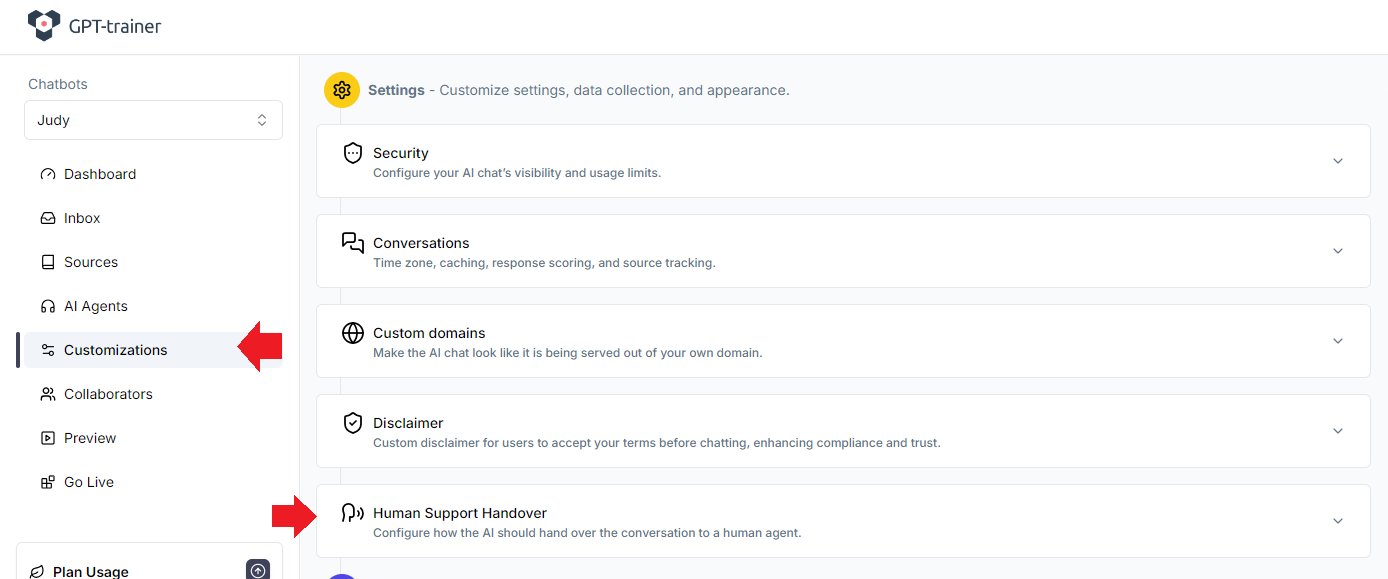 GPT-trainer
Chatbots
Judy
Dashboard
Inbox
Sources
AI Agents
Customizations
Collaborators
Preview
Go Live
Plan Usage
Settings - Customize settings, data collection, and appearance.
Security
Configure your AI chat's visibility and usage limits.
Conversations
Time zone, caching, response scoring, and source tracking.
Custom domains
Make the AI chat look like it is being served out of your own domain.
Disclaimer
Custom disclaimer for users to accept your terms before chatting, enhancing compliance and trust.
Human Support Handover
Configure how the AI should hand over the conversation to a human agent.